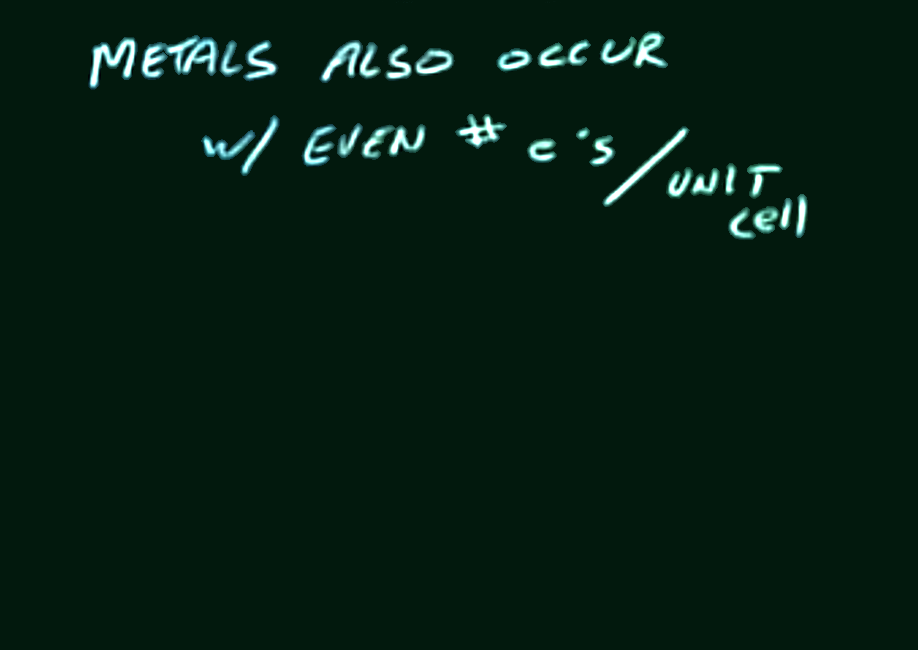 METALS ALSO OCCUR
w/ EVEN # e's/UNIT
cell